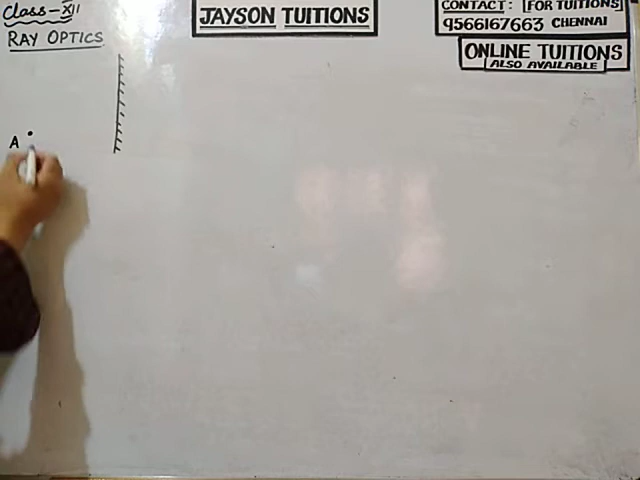 Class-XII
RAY OPTICS
JAYSON TUITIONS
CONTACT: [FOR TUITIONS]
9566167663 CHENNAI
ONLINE TUITIONS
ALSO AVAILABLE
A